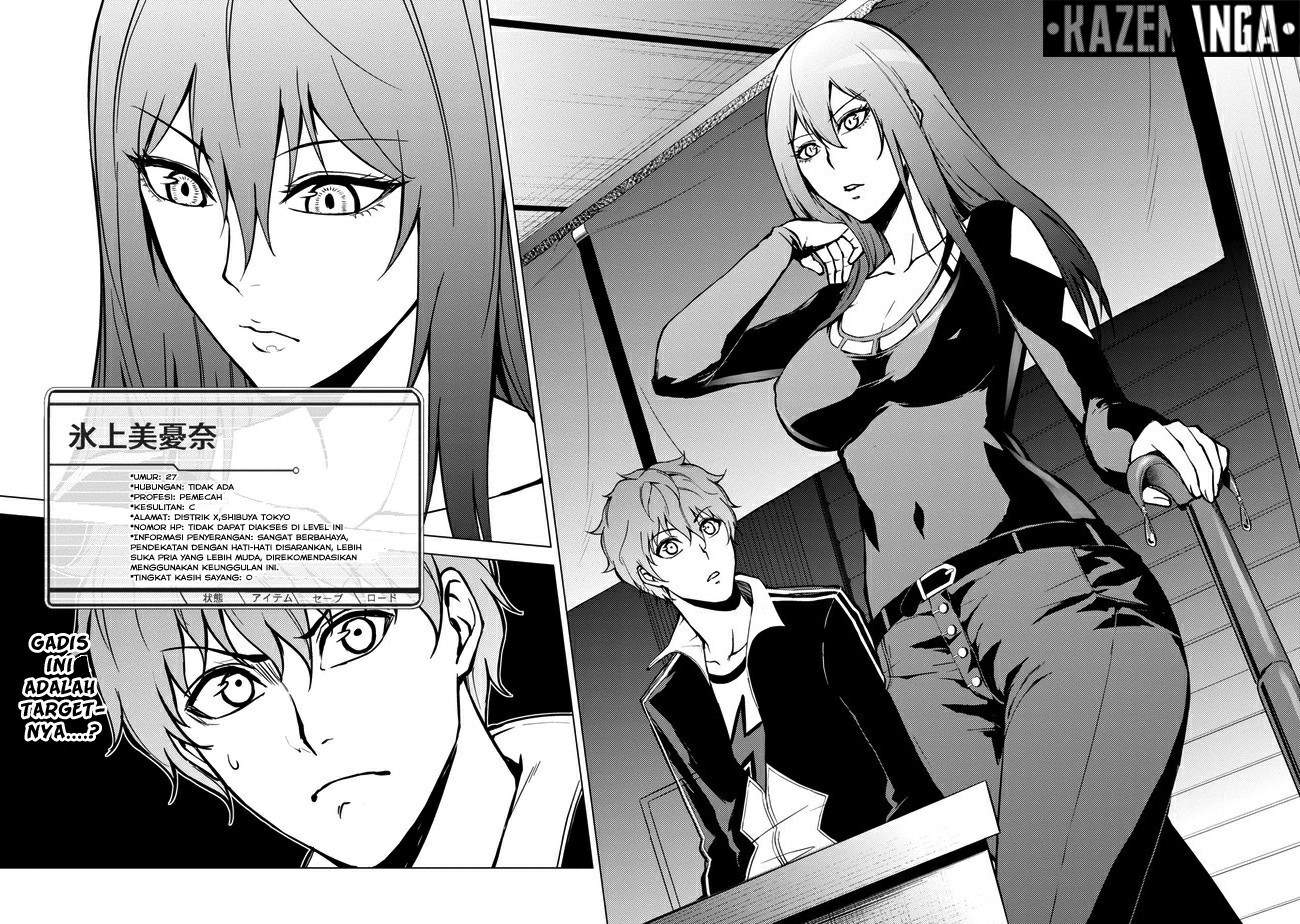 KAZEMANGA
氷上美憂奈
*UMUR: 27
*HUBUNGAN: TIDAK ADA
*PROFESI: PEMECAH
*KESULITAN: C
*ALAMAT: DISTRIK X,SHIBUYA TOKYO
*NOMOR HP: TIDAK DAPAT DIAKSES DI LEVEL INI
*INFORMASI PENYERANGAN: SANGAT BERBAHAYA,
PENDEKATAN DENGAN HATI-HATI DISARANKAN, LEBIH
SUKA PRIA YANG LEBIH MUDA, DIREKOMENDASIKAN
MENGGUNAKAN KEUNGGULAN INI.
*TINGKAT KASIH SAYANG: 0
状態 アイテム セーブ ロード
GADIS
INI
ADALAH
TARGET-
NYA.....?